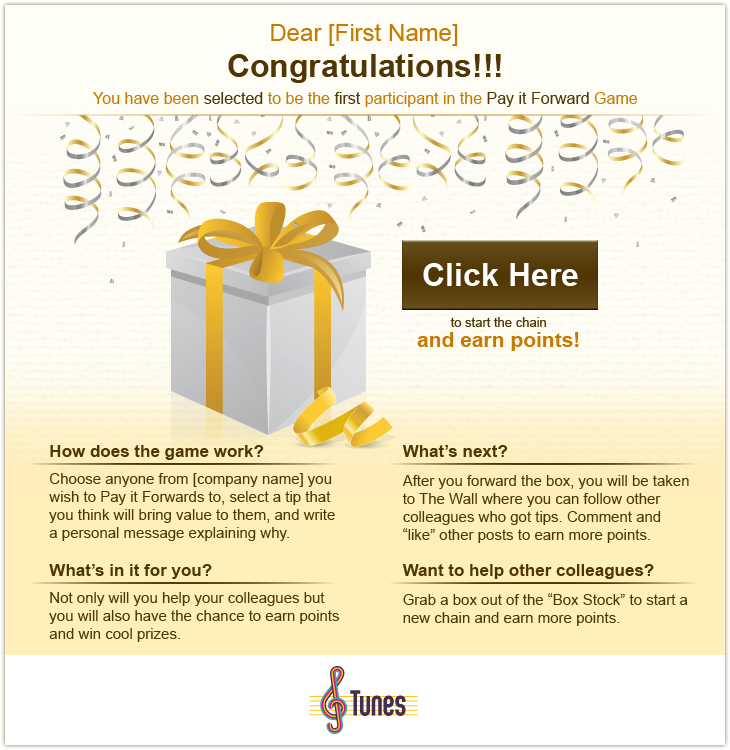 Dear [First Name]
Congratulations!!!
You have been selected to be the first participant in the Pay it Forward Game
Click Here
to start the chain
and earn points!
How does the game work?
Choose anyone from [company name] you
wish to Pay it Forwards to, select a tip that
you think will bring value to them, and write
a personal message explaining why.
What's next?
After you forward the box, you will be taken
to The Wall where you can follow other
colleagues who got tips. Comment and
“like” other posts to earn more points.
What's in it for you?
Not only will you help your colleagues but
you will also have the chance to earn points
and win cool prizes.
Want to help other colleagues?
Grab a box out of the “Box Stock” to start a
new chain and earn more points.
Tunes